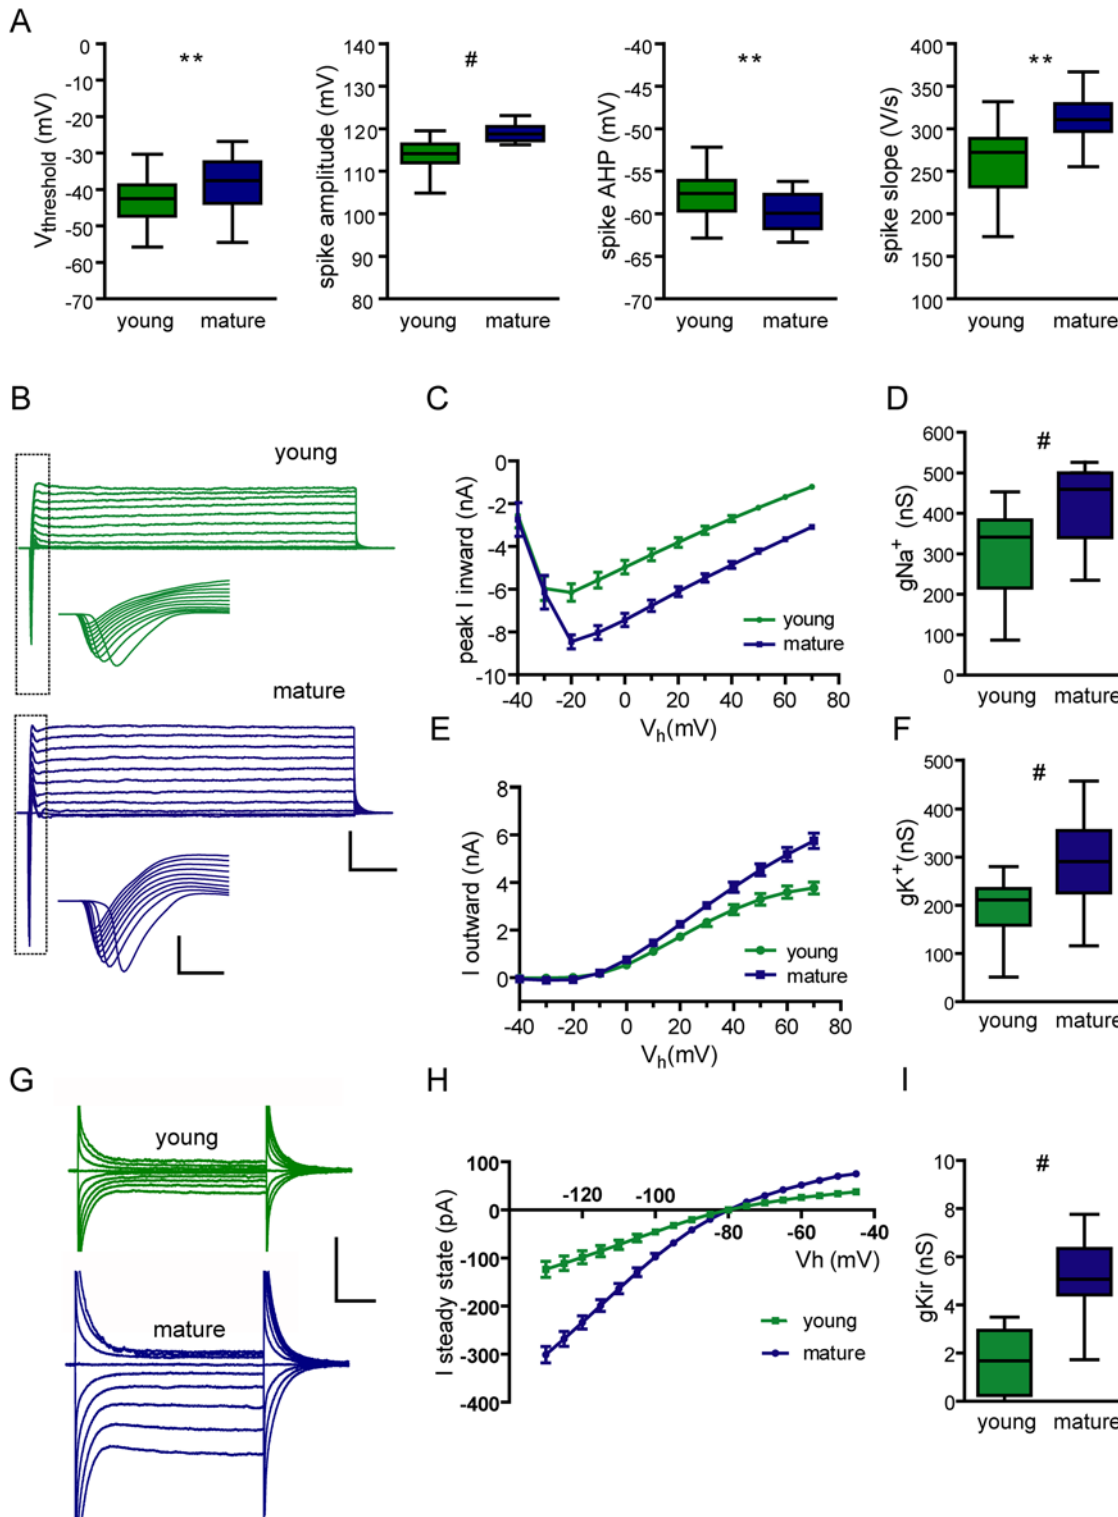 A
V_threshold (mV)
0
-10
-20
-30
-40
-50
-60
-70
**
young
mature
spike amplitude (mV)
140
130
120
110
100
90
80
#
young
mature
spike AHP (mV)
-40
-45
-50
-55
-60
-65
-70
**
young
mature
spike slope (V/s)
400
350
300
250
200
150
100
**
young
mature
B
young
mature
C
peak I inward (nA)
0
-2
-4
-6
-8
-10
-40
-20
0
20
40
60
80
V_h (mV)
young
mature
D
gNa⁺ (nS)
600
500
400
300
200
100
0
#
young
mature
E
I outward (nA)
8
6
4
2
0
-40
-20
0
20
40
60
80
V_h (mV)
young
mature
F
gK⁺ (nS)
500
400
300
200
100
0
#
young
mature
G
young
mature
H
I steady state (pA)
100
0
-100
-200
-300
-400
-120
-100
-80
-60
-40
Vh (mV)
young
mature
I
gKir (nS)
10
8
6
4
2
0
#
young
mature